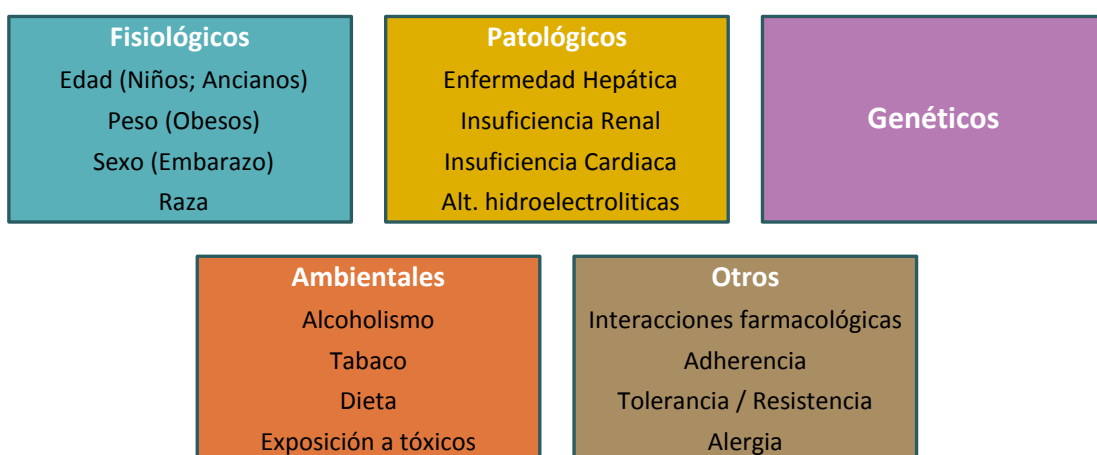 Fisiológicos
Edad (Niños; Ancianos)
Peso (Obesos)
Sexo (Embarazo)
Raza
Patológicos
Enfermedad Hepática
Insuficiencia Renal
Insuficiencia Cardiaca
Alt. hidroelectroliticas
Genéticos
Ambientales
Alcoholismo
Tabaco
Dieta
Exposición a tóxicos
Otros
Interacciones farmacológicas
Adherencia
Tolerancia / Resistencia
Alergia